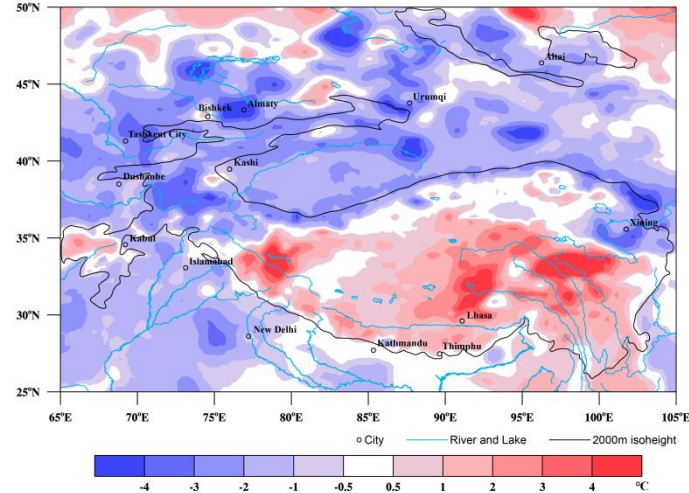 50°N
45°N
Altai
Urumqi
Bishkek
Almaty
Tashkent City
40°N
Kashi
Dushanbe
Xining
35°N
Kabul
Islamabad
30°N
Lhasa
New Delhi
Kathmandu
Thimphu
25°N
65°E 70°E 75°E 80°E 85°E 90°E 95°E 100°E 105°E
City River and Lake 2000m isoheight
-4 -3 -2 -1 -0.5 0.5 1 2 3 4 °C